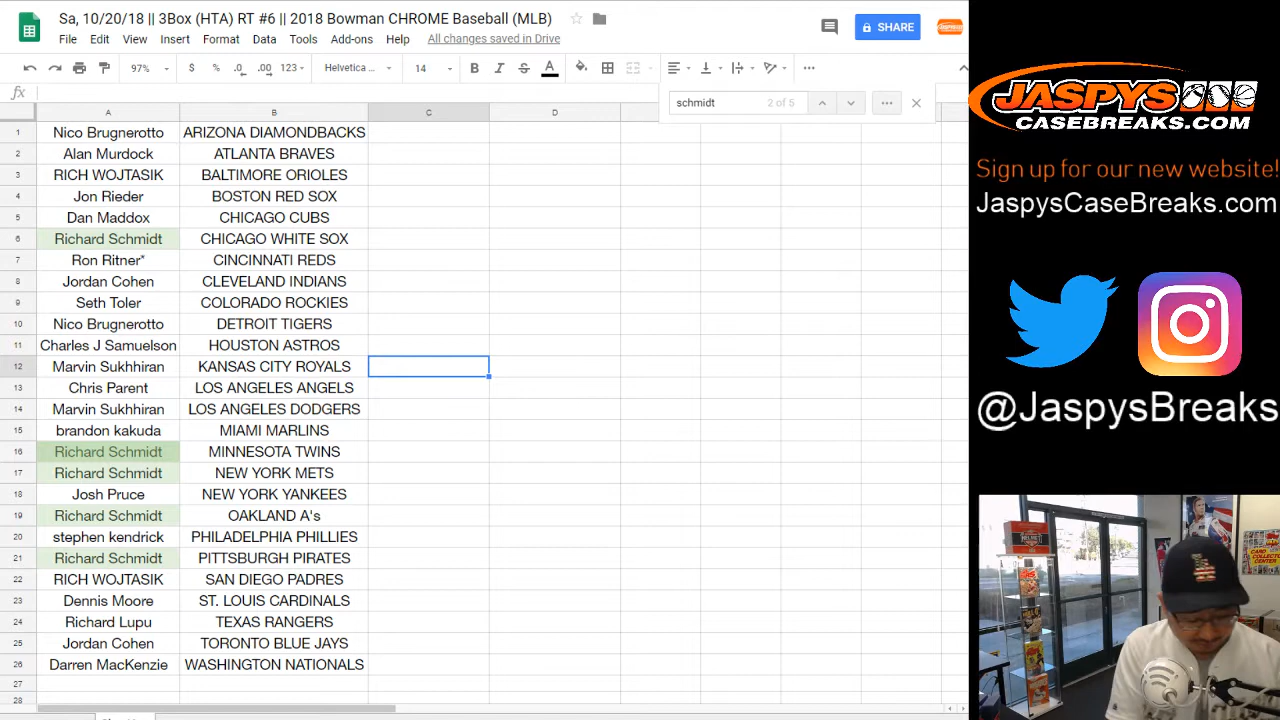 Sa, 10/20/18 || 3Box (HTA) RT #6 || 2018 Bowman CHROME Baseball (MLB)
File Edit View Insert Format Data Tools Add-ons Help All changes saved in Drive
SHARE
97% $ % .0 .00 123 Helvetica ... 14 B I S A
fx
schmidt 2 of 5
A B C D
1 Nico Brugnerotto ARIZONA DIAMONDBACKS
2 Alan Murdock ATLANTA BRAVES
3 RICH WOJTASIK BALTIMORE ORIOLES
4 Jon Rieder BOSTON RED SOX
5 Dan Maddox CHICAGO CUBS
6 Richard Schmidt CHICAGO WHITE SOX
7 Ron Ritner* CINCINNATI REDS
8 Jordan Cohen CLEVELAND INDIANS
9 Seth Toler COLORADO ROCKIES
10 Nico Brugnerotto DETROIT TIGERS
11 Charles J Samuelson HOUSTON ASTROS
12 Marvin Sukhhiran KANSAS CITY ROYALS
13 Chris Parent LOS ANGELES ANGELS
14 Marvin Sukhhiran LOS ANGELES DODGERS
15 brandon kakuda MIAMI MARLINS
16 Richard Schmidt MINNESOTA TWINS
17 Richard Schmidt NEW YORK METS
18 Josh Pruce NEW YORK YANKEES
19 Richard Schmidt OAKLAND A's
20 stephen kendrick PHILADELPHIA PHILLIES
21 Richard Schmidt PITTSBURGH PIRATES
22 RICH WOJTASIK SAN DIEGO PADRES
23 Dennis Moore ST. LOUIS CARDINALS
24 Richard Lupu TEXAS RANGERS
25 Jordan Cohen TORONTO BLUE JAYS
26 Darren MacKenzie WASHINGTON NATIONALS
27
28
JASPYS
CASEBREAKS.COM
Sign up for our new website!
JaspysCaseBreaks.com
@JaspysBreaks